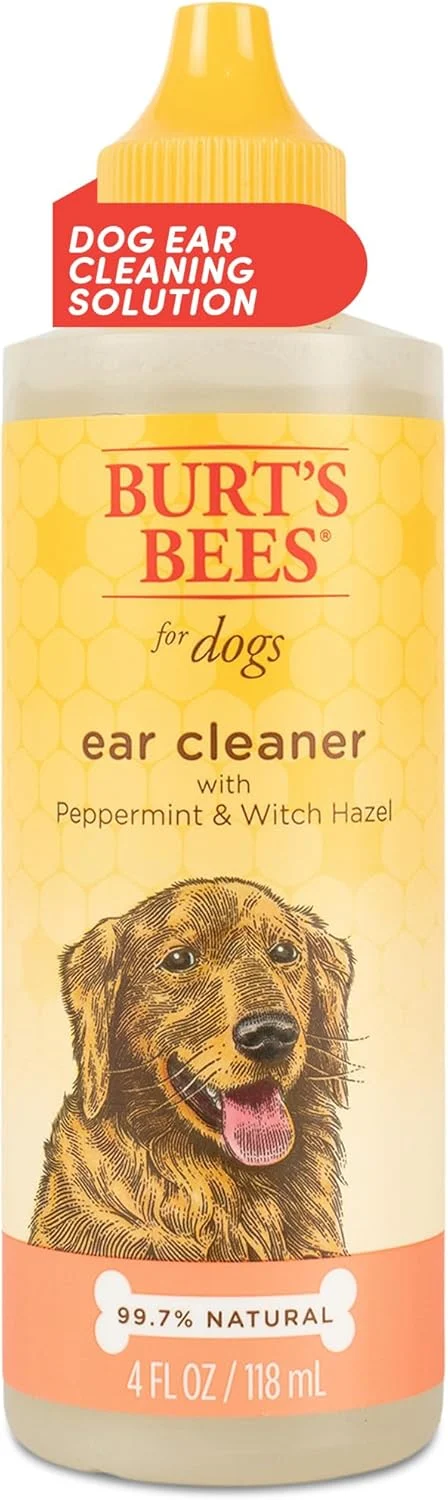 DOG EAR
CLEANING
SOLUTION
BURT'S
BEES®
for dogs
ear cleaner
with
Peppermint & Witch Hazel
99.7% NATURAL
4 FL OZ / 118 mL